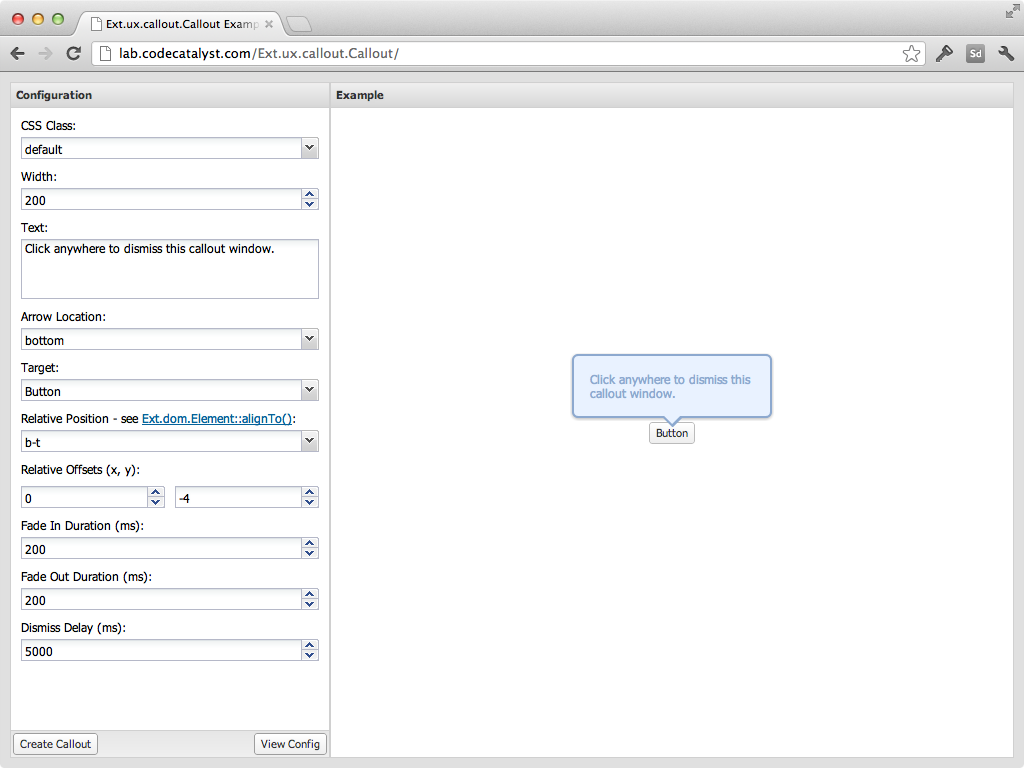 Ext.ux.callout.Callout Examp
lab.codecatalyst.com/Ext.ux.callout.Callout/
Sd
Configuration
CSS Class:
default
Width:
200
Text:
Click anywhere to dismiss this callout window.
Arrow Location:
bottom
Target:
Button
Relative Position - see Ext.dom.Element::alignTo():
b-t
Relative Offsets (x, y):
0 -4
Fade In Duration (ms):
200
Fade Out Duration (ms):
200
Dismiss Delay (ms):
5000
Create Callout View Config
Example
Click anywhere to dismiss this
callout window.
Button